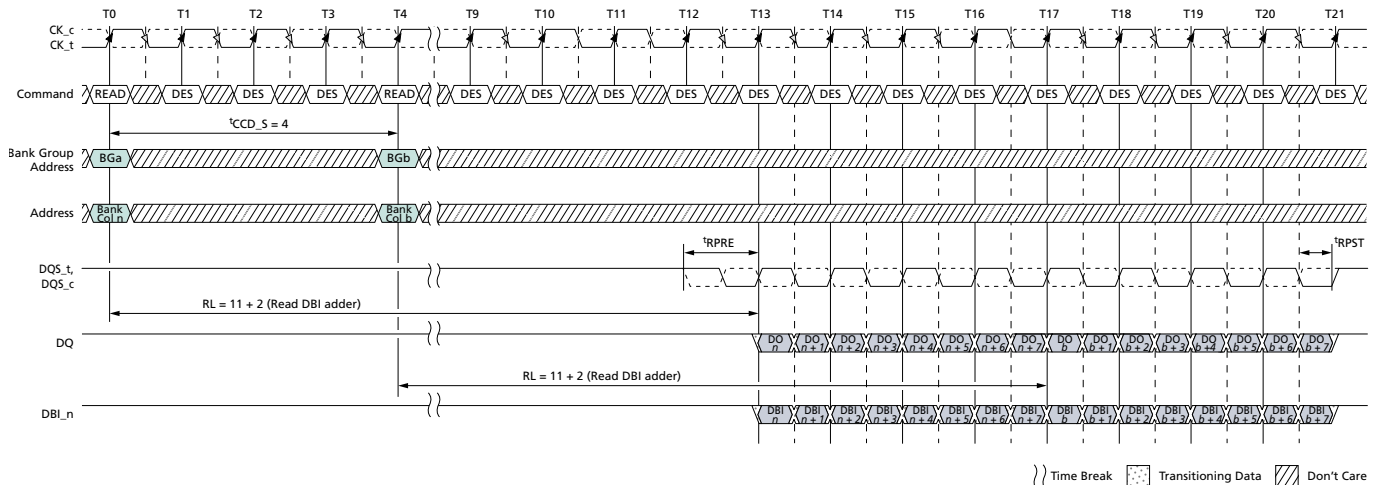 T0 T1 T2 T3 T4 T9 T10 T11 T12 T13 T14 T15 T16 T17 T18 T19 T20 T21
CK_c
CK_t
Command READ DES DES DES READ DES DES DES DES DES DES DES DES DES DES DES DES DES
tCCD_S = 4
Bank Group
Address
BGa BGb
Address
Bank
Col n
Bank
Col b
tRPRE tRPST
DQS_t,
DQS_c
RL = 11 + 2 (Read DBI adder)
DQ
DO DO DO DO DO DO DO DO DO DO DO DO DO DO DO DO
n n + 1 n + 2 n + 3 n + 4 n + 5 n + 6 n + 7 b b + 1 b + 2 b + 3 b + 4 b + 5 b + 6 b + 7
RL = 11 + 2 (Read DBI adder)
DBI_n
DBI DBI DBI DBI DBI DBI DBI DBI DBI DBI DBI DBI DBI DBI DBI DBI
n n + 1 n + 2 n + 3 n + 4 n + 5 n + 6 n + 7 b b + 1 b + 2 b + 3 b + 4 b + 5 b + 6 b + 7
Time Break Transitioning Data Don't Care